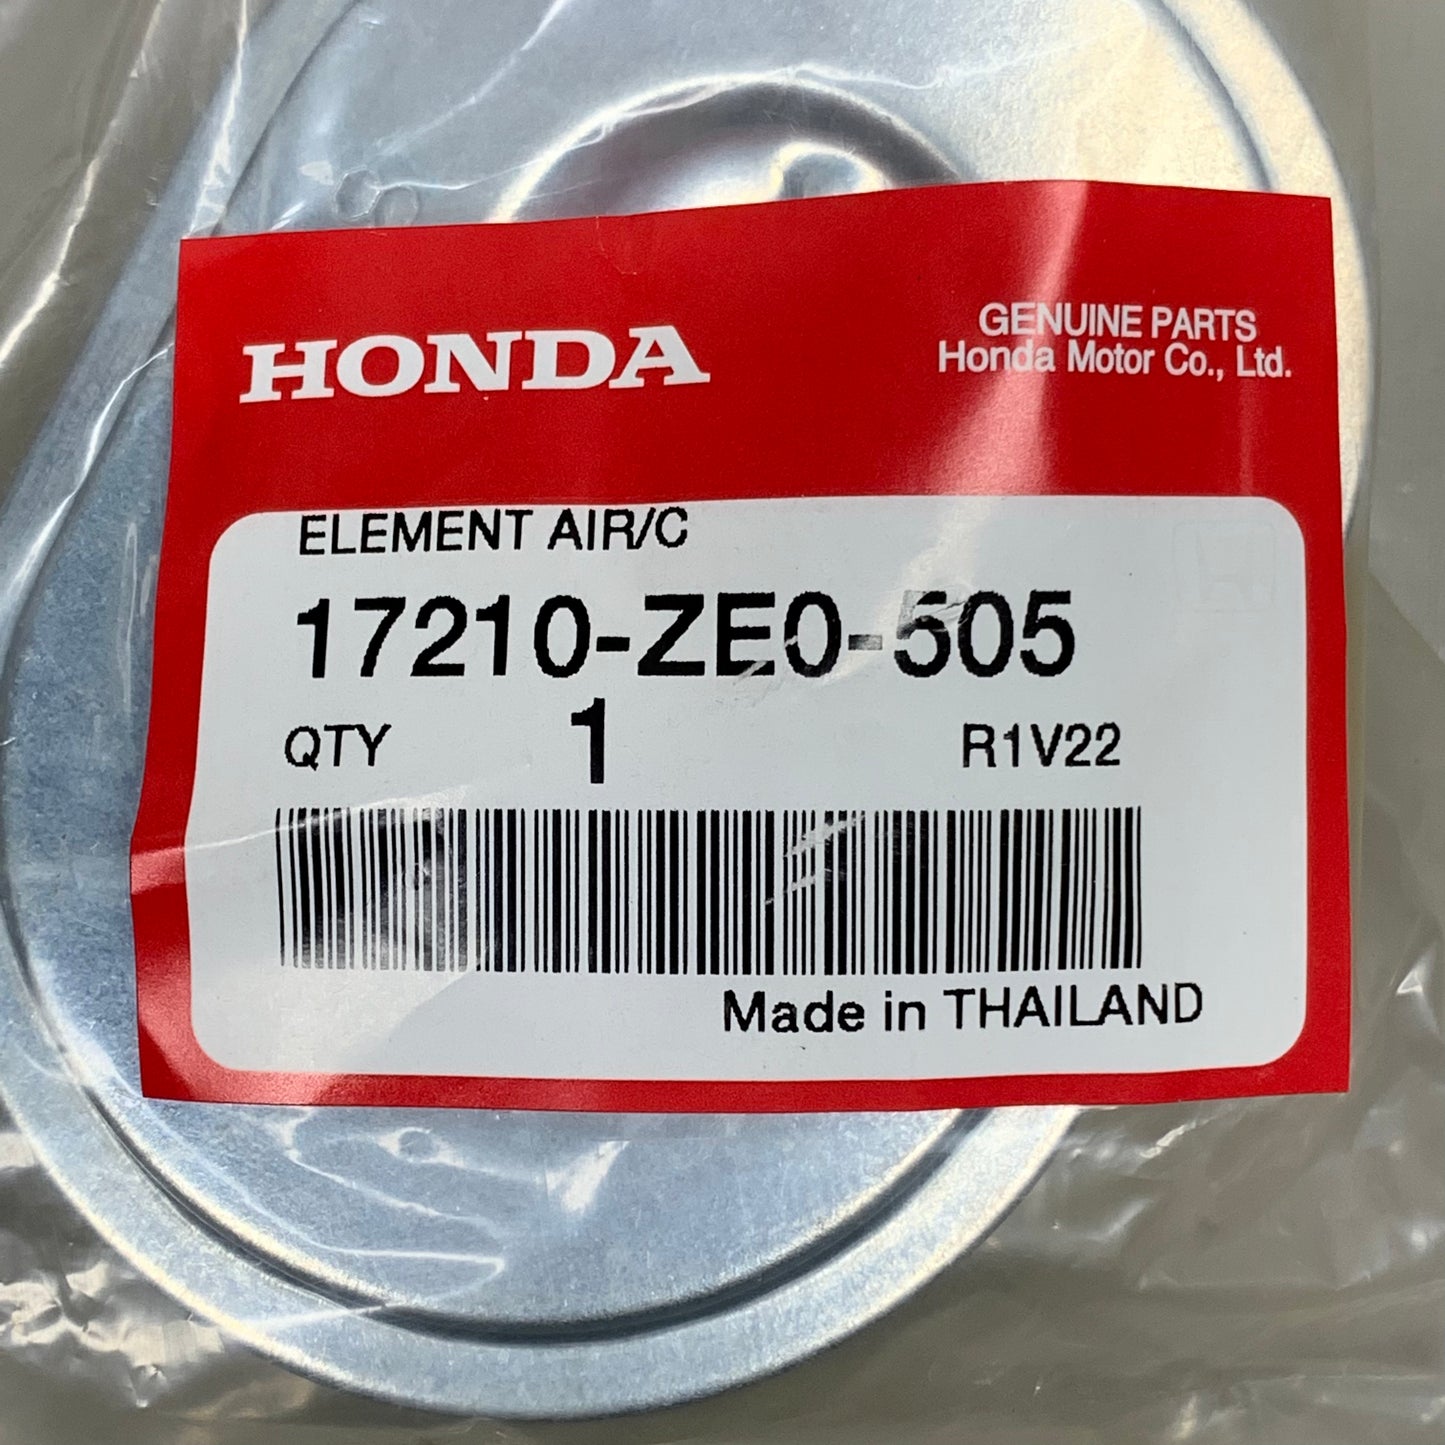 HONDA
GENUINE PARTS
Honda Motor Co., Ltd.
ELEMENT AIR/C
17210-ZE0-505
QTY 1 R1V22
Made in THAILAND